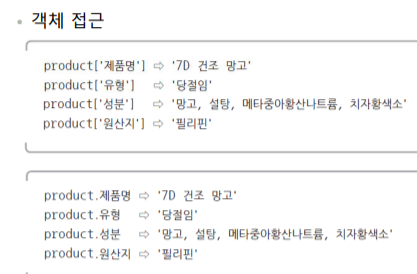 • 객체 접근
product['제품명'] ⇨ '7D 건조 망고'
product['유형'] ⇨ '당절임'
product['성분'] ⇨ '망고, 설탕, 메타중아황산나트륨, 치자황색소'
product['원산지'] ⇨ '필리핀'
product.제품명 ⇨ '7D 건조 망고'
product.유형 ⇨ '당절임'
product.성분 ⇨ '망고, 설탕, 메타중아황산나트륨, 치자황색소'
product.원산지 ⇨ '필리핀'